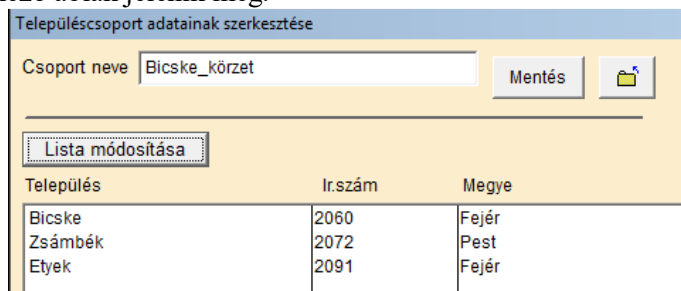 Településcsoport adatainak szerkesztése
Csoport neve Bicske_körzet Mentés
Lista módosítása
Település Ir.szám Megye
Bicske 2060 Fejér
Zsámbék 2072 Pest
Etyek 2091 Fejér